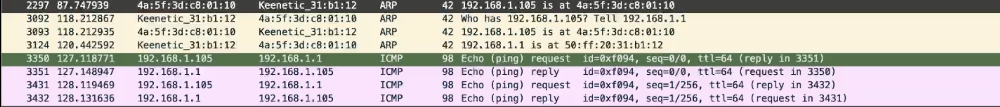 2297 87.747939 4a:5f:3d:c8:01:10 Keenetic_31:b1:12 ARP 42 192.168.1.105 is at 4a:5f:3d:c8:01:10
3092 118.212867 Keenetic_31:b1:12 4a:5f:3d:c8:01:10 ARP 42 Who has 192.168.1.105? Tell 192.168.1.1
3093 118.212935 4a:5f:3d:c8:01:10 Keenetic_31:b1:12 ARP 42 192.168.1.105 is at 4a:5f:3d:c8:01:10
3124 120.442592 Keenetic_31:b1:12 4a:5f:3d:c8:01:10 ARP 42 192.168.1.1 is at 50:ff:20:31:b1:12
3350 127.118771 192.168.1.105 192.168.1.1 ICMP 98 Echo (ping) request id=0xf094, seq=0/0, ttl=64 (reply in 3351)
3351 127.148947 192.168.1.1 192.168.1.105 ICMP 98 Echo (ping) reply id=0xf094, seq=0/0, ttl=64 (request in 3350)
3431 128.119469 192.168.1.105 192.168.1.1 ICMP 98 Echo (ping) request id=0xf094, seq=1/256, ttl=64 (reply in 3432)
3432 128.131636 192.168.1.1 192.168.1.105 ICMP 98 Echo (ping) reply id=0xf094, seq=1/256, ttl=64 (request in 3431)